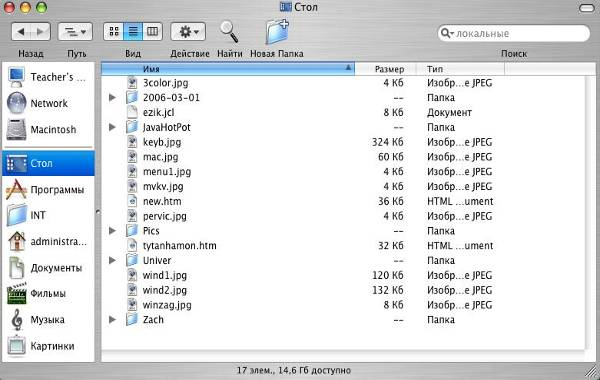 Стол
Назад Путь Вид Действие Найти Новая Папка Поиск
локальные
Teacher's ...
Network
Macintosh
Стол
Программы
INT
administra...
Документы
Фильмы
Музыка
Картинки
Имя Размер Тип
3color.jpg 4 Кб Изобр...е JPEG
2006-03-01 -- Папка
ezik.jcl 8 Кб Документ
JavaHotPot -- Папка
keyb.jpg 324 Кб Изобр...е JPEG
mac.jpg 60 Кб Изобр...е JPEG
menu1.jpg 4 Кб Изобр...е JPEG
mvkv.jpg 4 Кб Изобр...е JPEG
new.htm 36 Кб HTML ...ument
pervic.jpg 4 Кб Изобр...е JPEG
Pics -- Папка
tytanhamon.htm 32 Кб HTML ...ument
Univer -- Папка
wind1.jpg 120 Кб Изобр...е JPEG
wind2.jpg 132 Кб Изобр...е JPEG
winzag.jpg 8 Кб Изобр...е JPEG
Zach -- Папка
17 элем., 14,6 Гб доступно